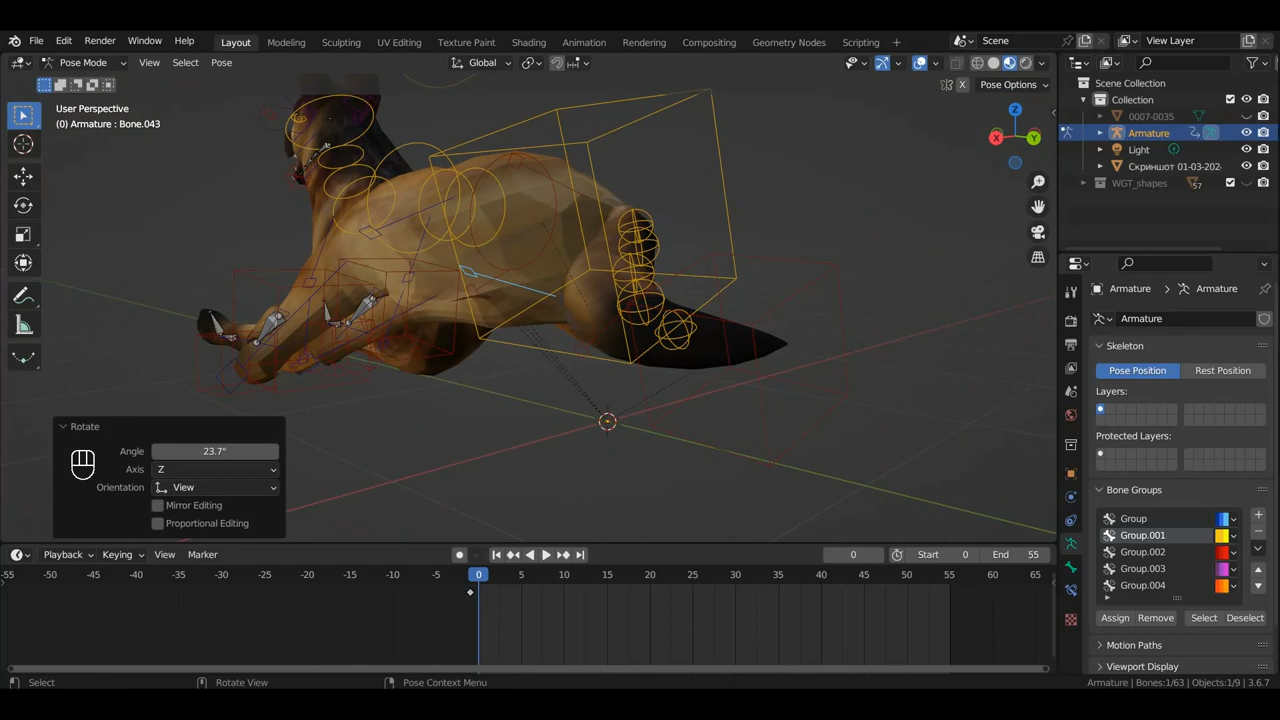 File Edit Render Window Help Layout Modeling Sculpting UV Editing Texture Paint Shading Animation Rendering Compositing Geometry Nodes Scripting + Scene View Layer
Pose Mode View Select Pose Global
X Pose Options
Scene Collection
Collection
0007-0035
Armature
Light
Скриншот 01-03-202
WGT_shapes 57
User Perspective
(0) Armature : Bone.043
Z
X
Y
Armature Armature
Armature
Skeleton
Pose Position Rest Position
Layers:
Protected Layers:
Bone Groups
Group
Group.001
Group.002
Group.003
Group.004
Assign Remove Select Deselect
Motion Paths
Viewport Display
Rotate
Angle 23.7°
Axis Z
Orientation View
Mirror Editing
Proportional Editing
Playback Keying View Marker 0 Start 0 End 55
-55 -50 -45 -40 -35 -30 -25 -20 -15 -10 -5 0 5 10 15 20 25 30 35 40 45 50 55 60 65
Select Rotate View Pose Context Menu Armature | Bones:1/63 | Objects:1/9 | 3.6.7